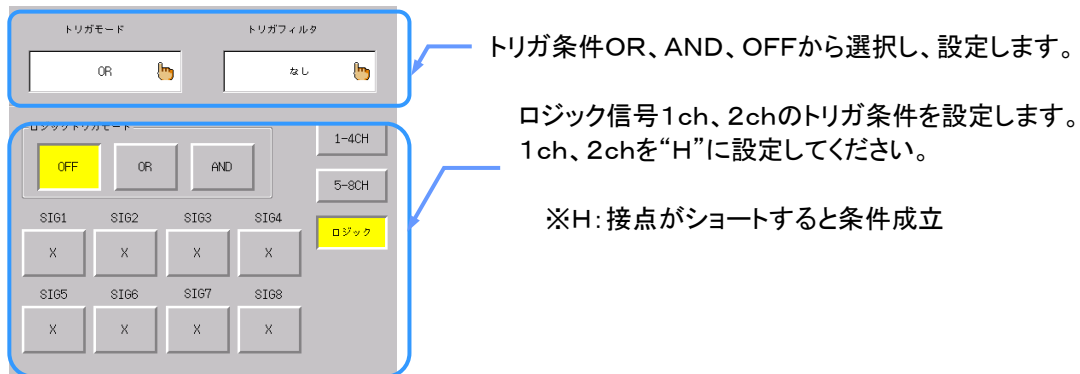 トリガモード　トリガフィルタ
OR　なし
トリガ条件OR、AND、OFFから選択し、設定します。
ロジックトリガモード
OFF　OR　AND
1-4CH
5-8CH
ロジック
SIG1　SIG2　SIG3　SIG4
X　X　X　X
SIG5　SIG6　SIG7　SIG8
X　X　X　X
ロジック信号１ch、２chのトリガ条件を設定します。
１ch、２chを“H”に設定してください。
※H：接点がショートすると条件成立